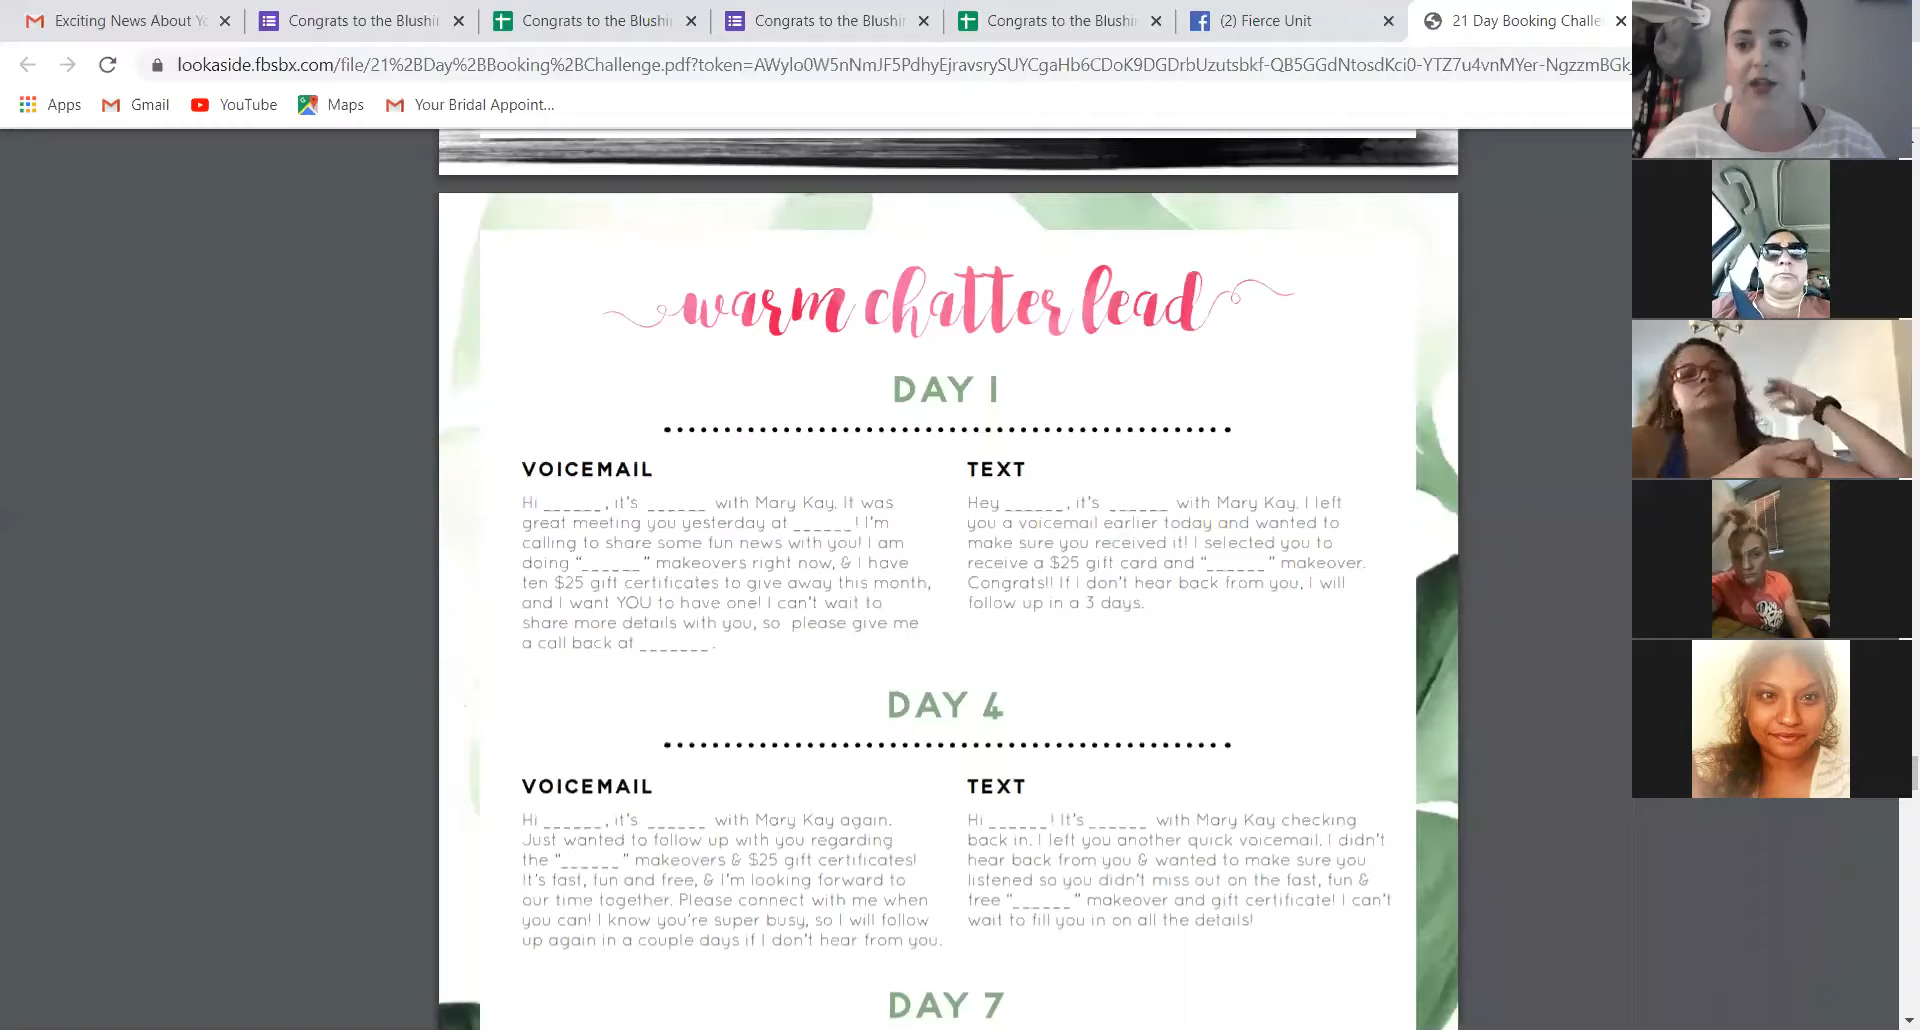 Exciting News About Yo
Congrats to the Blushin
Congrats to the Blushin
Congrats to the Blushin
Congrats to the Blushin
(2) Fierce Unit
21 Day Booking Challe
lookaside.fbsbx.com/file/21%2BDay%2BBooking%2BChallenge.pdf?token=
Apps
Gmail
YouTube
Maps
Your Bridal Appoint...
warm chatter lead
DAY 1
VOICEMAIL
Hi ______, it's ______ with Mary Kay. It was
great meeting you yesterday at ______! I'm
calling to share some fun news with you! I am
doing “______” makeovers right now, & I have
ten $25 gift certificates to give away this month,
and I want YOU to have one! I can't wait to
share more details with you, so please give me
a call back at _______.
TEXT
Hey ______, it's ______ with Mary Kay. I left
you a voicemail earlier today and wanted to
make sure you received it! I selected you to
receive a $25 gift card and “______” makeover.
Congrats!! If I don't hear back from you, I will
follow up in a 3 days.
DAY 4
VOICEMAIL
Hi ______, it's ______ with Mary Kay again.
Just wanted to follow up with you regarding
the “______” makeovers & $25 gift certificates!
It's fast, fun and free, & I'm looking forward to
our time together. Please connect with me when
you can! I know you're super busy, so I will follow
up again in a couple days if I don't hear from you.
TEXT
Hi ______! It's ______ with Mary Kay checking
back in. I left you another quick voicemail. I didn't
hear back from you & wanted to make sure you
listened so you didn't miss out on the fast, fun &
free “______” makeover and gift certificate! I can't
wait to fill you in on all the details!
DAY 7